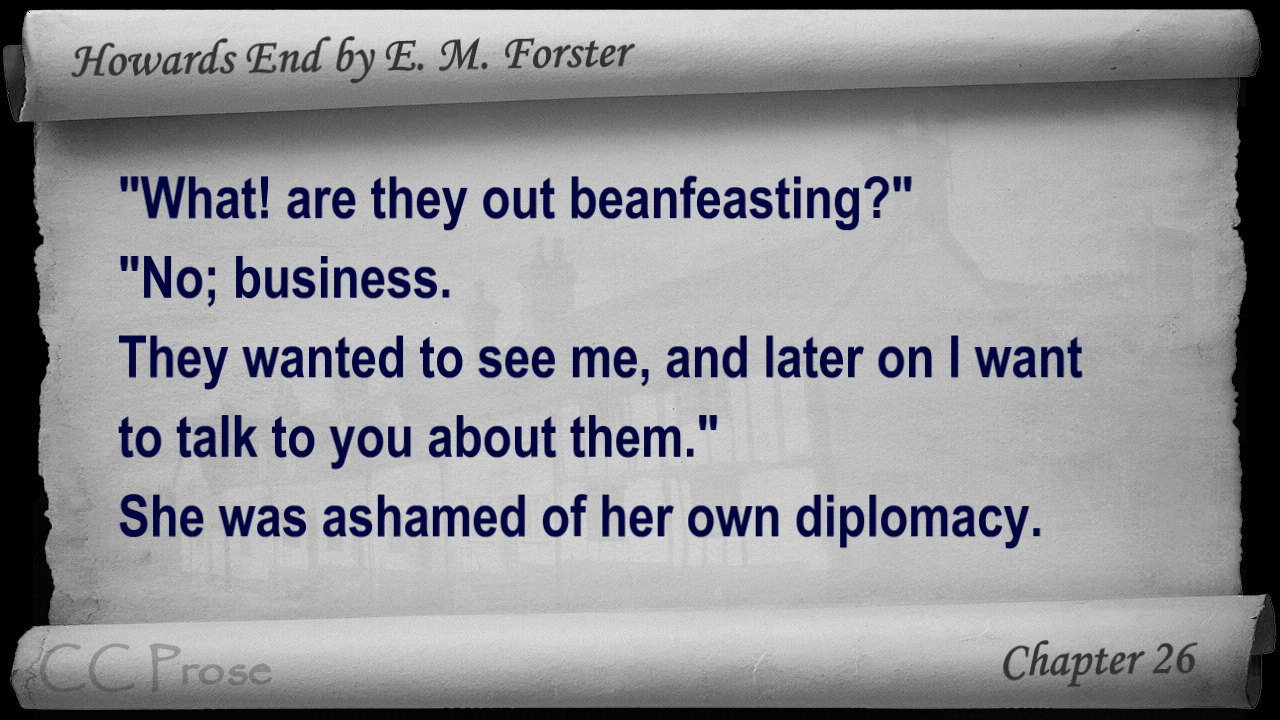 Howards End by E. M. Forster
"What! are they out beanfeasting?"
"No; business.
They wanted to see me, and later on I want
to talk to you about them."
She was ashamed of her own diplomacy.
CC Prose
Chapter 26